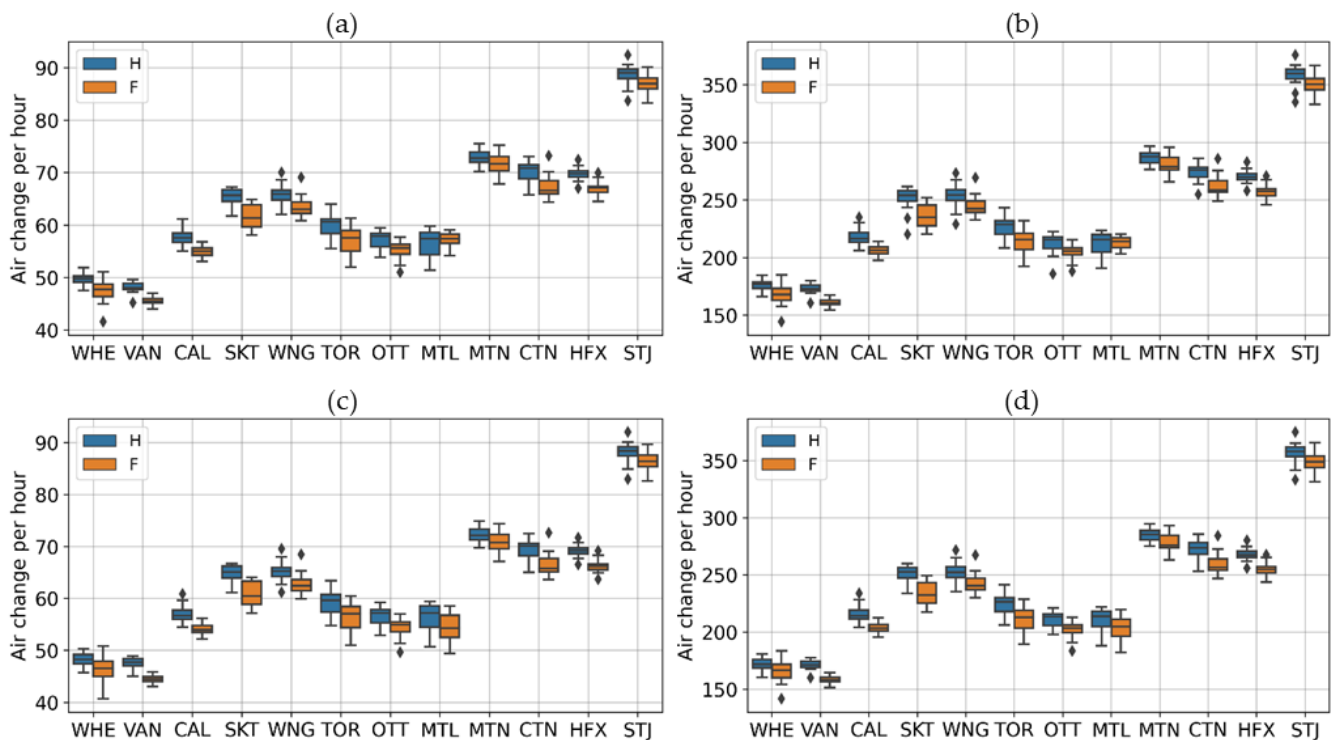 (a)
Air change per hour
H
F
90
80
70
60
50
40
WHE VAN CAL SKT WNG TOR OTT MTL MTN CTN HFX STJ
(b)
Air change per hour
H
F
350
300
250
200
150
WHE VAN CAL SKT WNG TOR OTT MTL MTN CTN HFX STJ
(c)
Air change per hour
H
F
90
80
70
60
50
40
WHE VAN CAL SKT WNG TOR OTT MTL MTN CTN HFX STJ
(d)
Air change per hour
H
F
350
300
250
200
150
WHE VAN CAL SKT WNG TOR OTT MTL MTN CTN HFX STJ